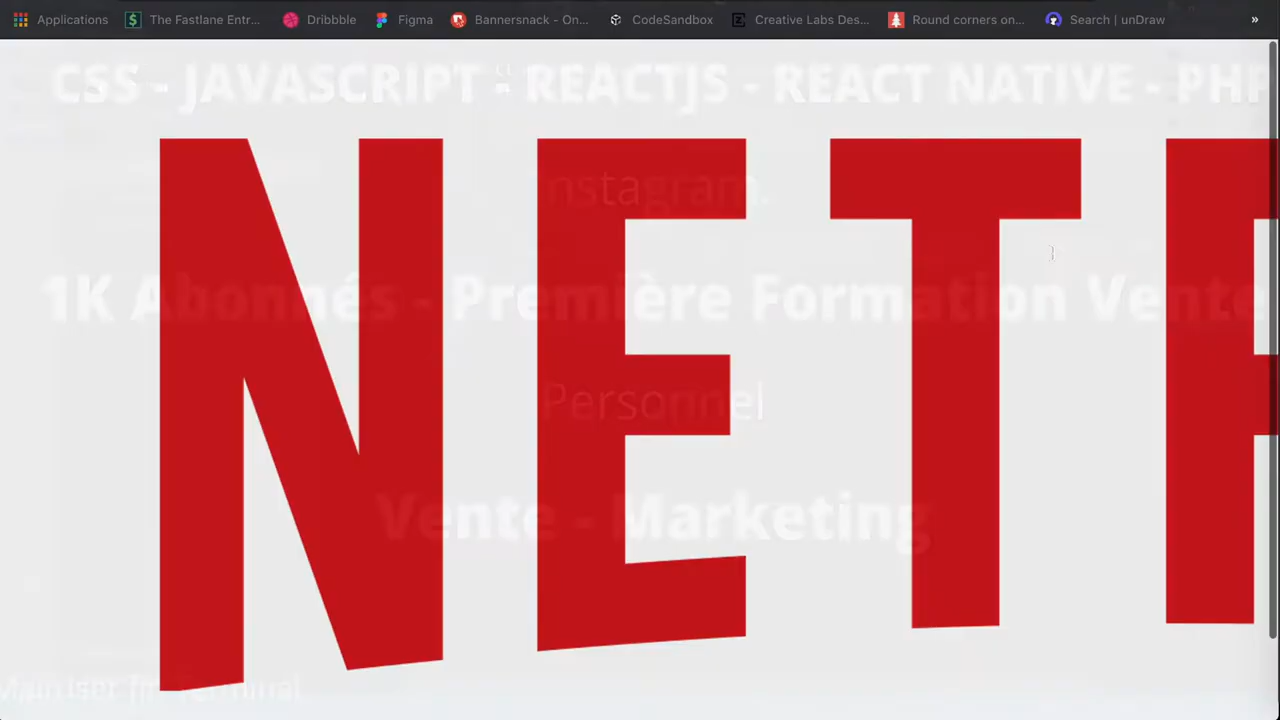 Applications The Fastlane Entr... Dribbble Figma Bannersnack - On... CodeSandbox Creative Labs Des... Round corners on... Search | unDraw »
CSS - JAVASCRIPT - REACTJS - REACT NATIVE - PHP
NETF
Instagram.
1K Abonnés - Première Formation Vente
Personnel
Vente - Marketing